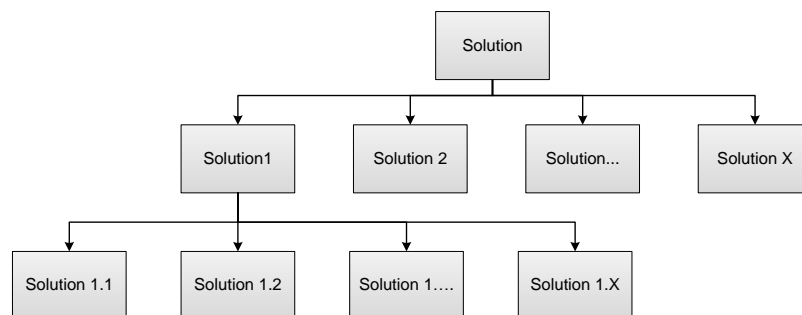 Solution
Solution1
Solution 2
Solution...
Solution X
Solution 1.1
Solution 1.2
Solution 1….
Solution 1.X